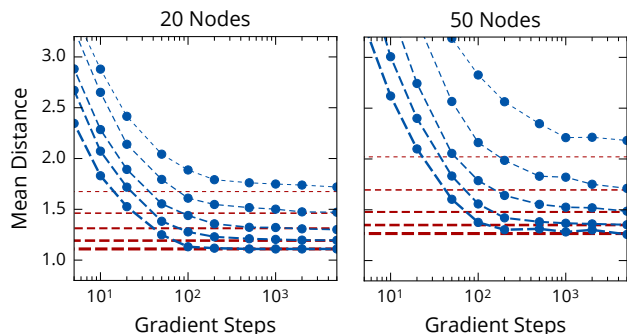 20 Nodes 50 Nodes
3.0
2.5
2.0
1.5
1.0
Mean Distance
10¹ 10² 10³ 10¹ 10² 10³
Gradient Steps Gradient Steps